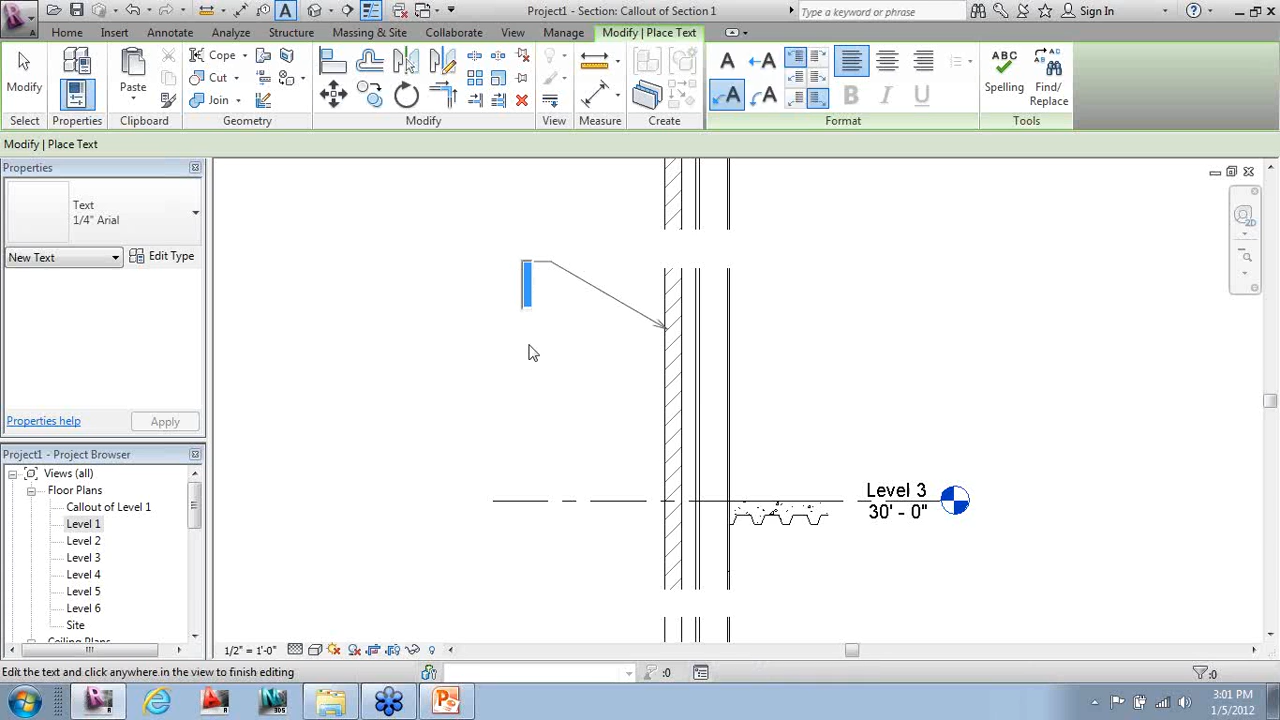 Project1 - Section: Callout of Section 1
Type a keyword or phrase
Sign In
Home
Insert
Annotate
Analyze
Structure
Massing & Site
Collaborate
View
Manage
Modify | Place Text
Modify
Paste
Cope
Cut
Join
Spelling
Find/
Replace
Select
Properties
Clipboard
Geometry
Modify
View
Measure
Create
Format
Tools
Modify | Place Text
Properties
Text
1/4" Arial
New Text
Edit Type
Properties help
Apply
Project1 - Project Browser
Views (all)
Floor Plans
Callout of Level 1
Level 1
Level 2
Level 3
Level 4
Level 5
Level 6
Site
Ceiling Plans
Level 3
30' - 0"
1/2" = 1'-0"
Edit the text and click anywhere in the view to finish editing
:0
:0
3:01 PM
1/5/2012